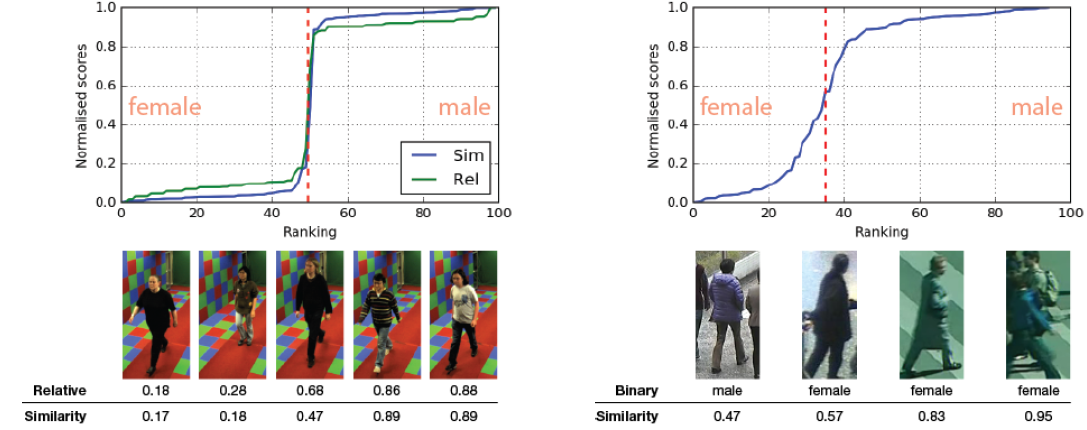 1.0
0.8
0.6
0.4
0.2
0.0
Normalised scores
female
male
Sim
Rel
0 20 40 60 80 100
Ranking
Relative 0.18 0.28 0.68 0.86 0.88
Similarity 0.17 0.18 0.47 0.89 0.89
1.0
0.8
0.6
0.4
0.2
0.0
Normalised scores
female
male
0 20 40 60 80 100
Ranking
Binary male female female female
Similarity 0.47 0.57 0.83 0.95